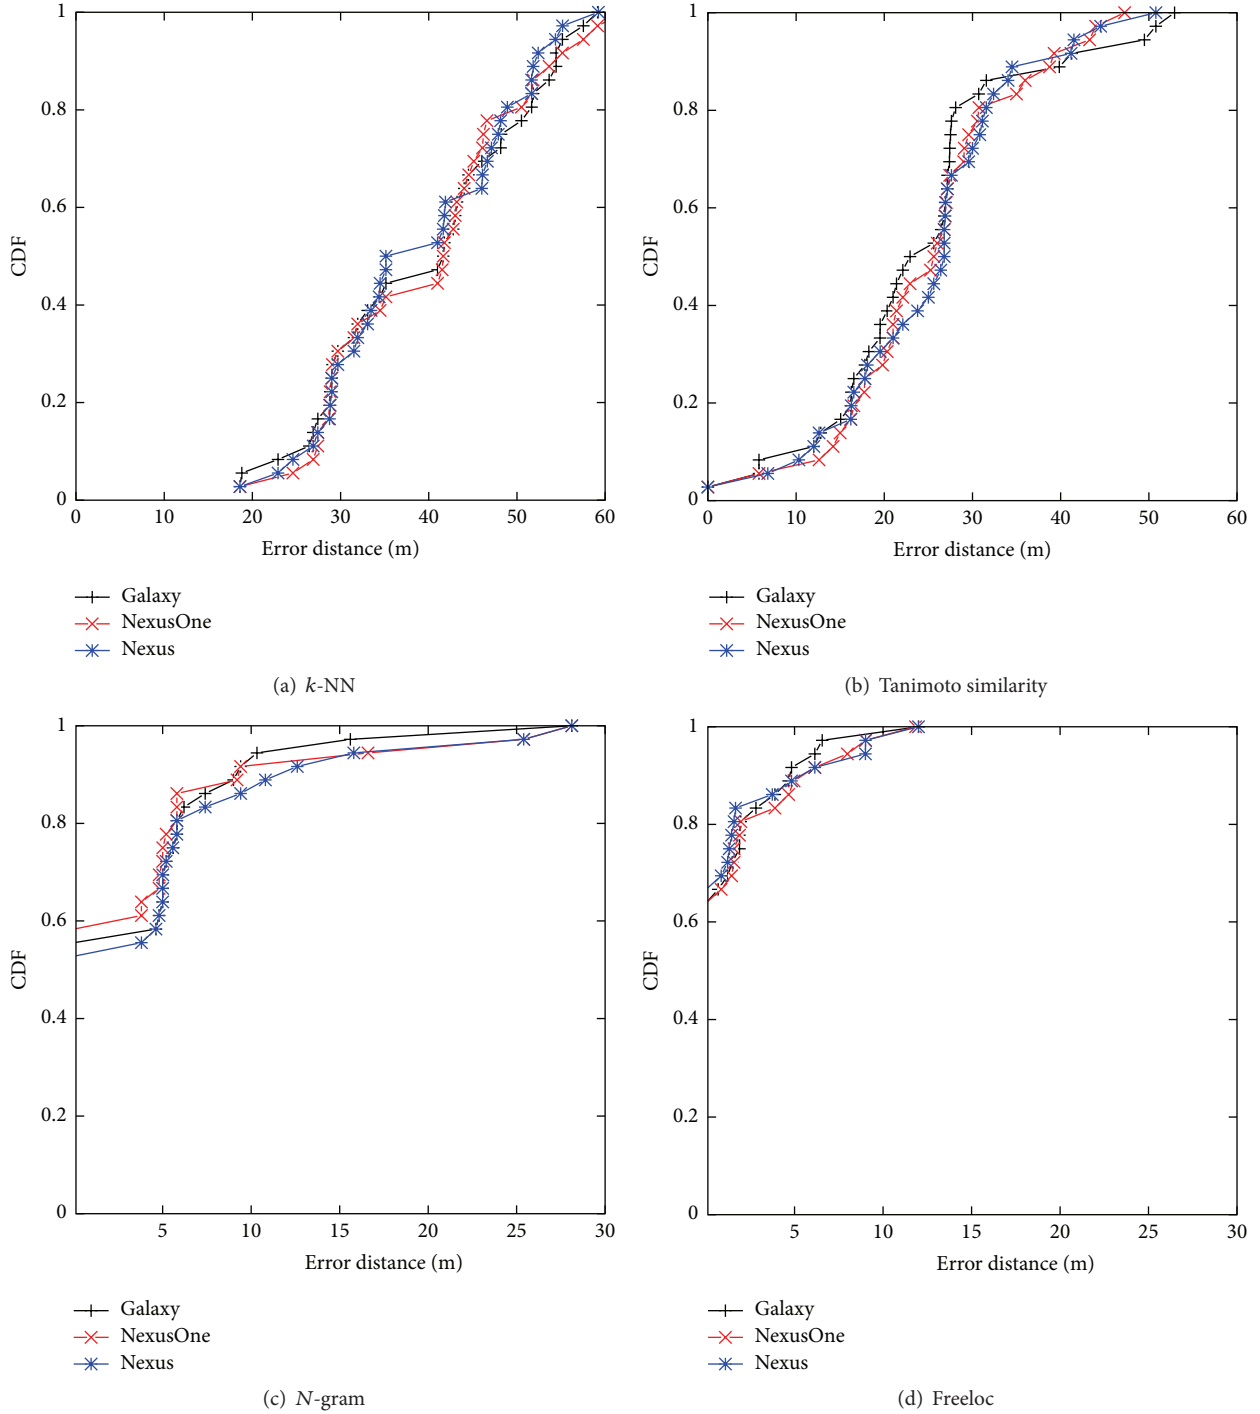 1
0.8
0.6
CDF
0.4
0.2
0
0 10 20 30 40 50 60
Error distance (m)
Galaxy
NexusOne
Nexus
(a) k-NN
1
0.8
0.6
CDF
0.4
0.2
0
0 10 20 30 40 50 60
Error distance (m)
Galaxy
NexusOne
Nexus
(b) Tanimoto similarity
1
0.8
0.6
CDF
0.4
0.2
0
5 10 15 20 25 30
Error distance (m)
Galaxy
NexusOne
Nexus
(c) N-gram
1
0.8
0.6
CDF
0.4
0.2
0
5 10 15 20 25 30
Error distance (m)
Galaxy
NexusOne
Nexus
(d) Freeloc